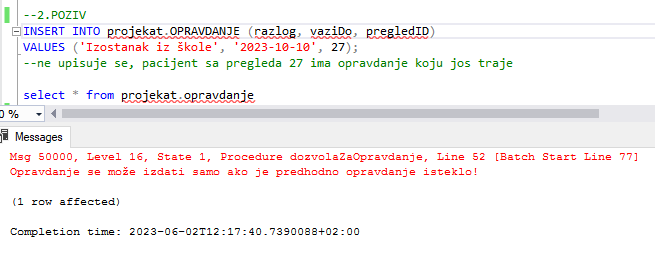 --2.POZIV
INSERT INTO projekat.OPRAVDANJE (razlog, vaziDo, pregledID)
VALUES ('Izostanak iz škole', '2023-10-10', 27);
--ne upisuje se, pacijent sa pregleda 27 ima opravdanje koju jos traje
select * from projekat.opravdanje
0 %
Messages
Msg 50000, Level 16, State 1, Procedure dozvolaZaOpravdanje, Line 52 [Batch Start Line 77]
Opravdanje se može izdati samo ako je predhodno opravdanje isteklo!
(1 row affected)
Completion time: 2023-06-02T12:17:40.7390088+02:00